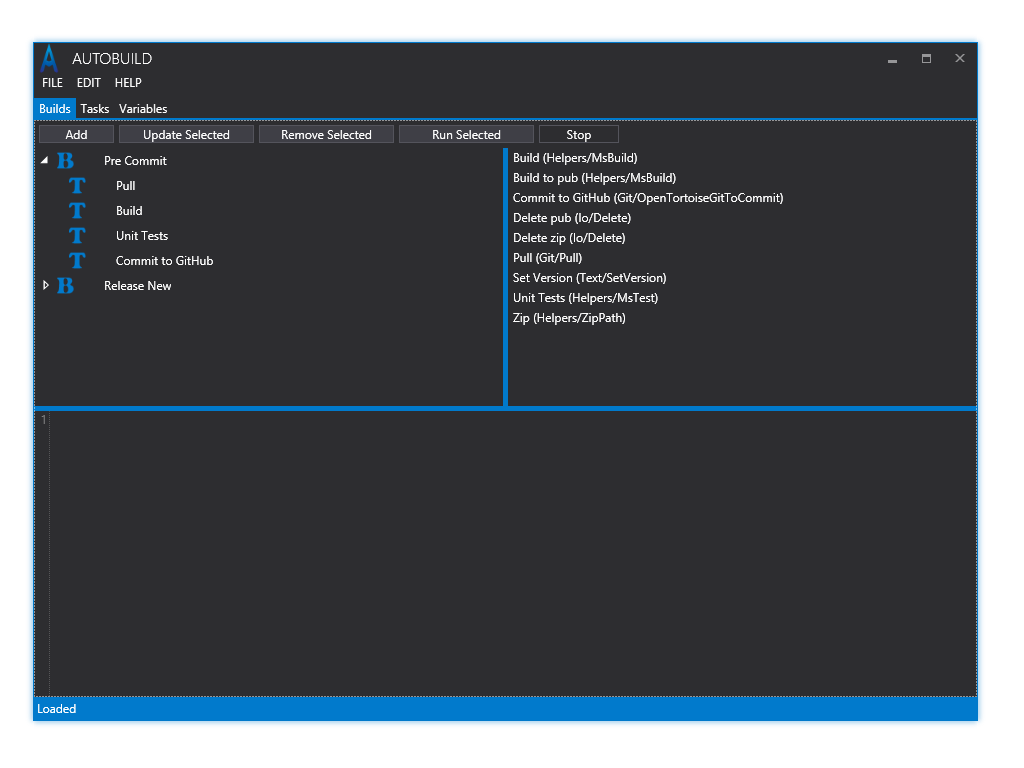 AUTOBUILD
FILE EDIT HELP
Builds Tasks Variables
Add Update Selected Remove Selected Run Selected Stop
B Pre Commit
T Pull
T Build
T Unit Tests
T Commit to GitHub
B Release New
Build (Helpers/MsBuild)
Build to pub (Helpers/MsBuild)
Commit to GitHub (Git/OpenTortoiseGitToCommit)
Delete pub (Io/Delete)
Delete zip (Io/Delete)
Pull (Git/Pull)
Set Version (Text/SetVersion)
Unit Tests (Helpers/MsTest)
Zip (Helpers/ZipPath)
1
Loaded